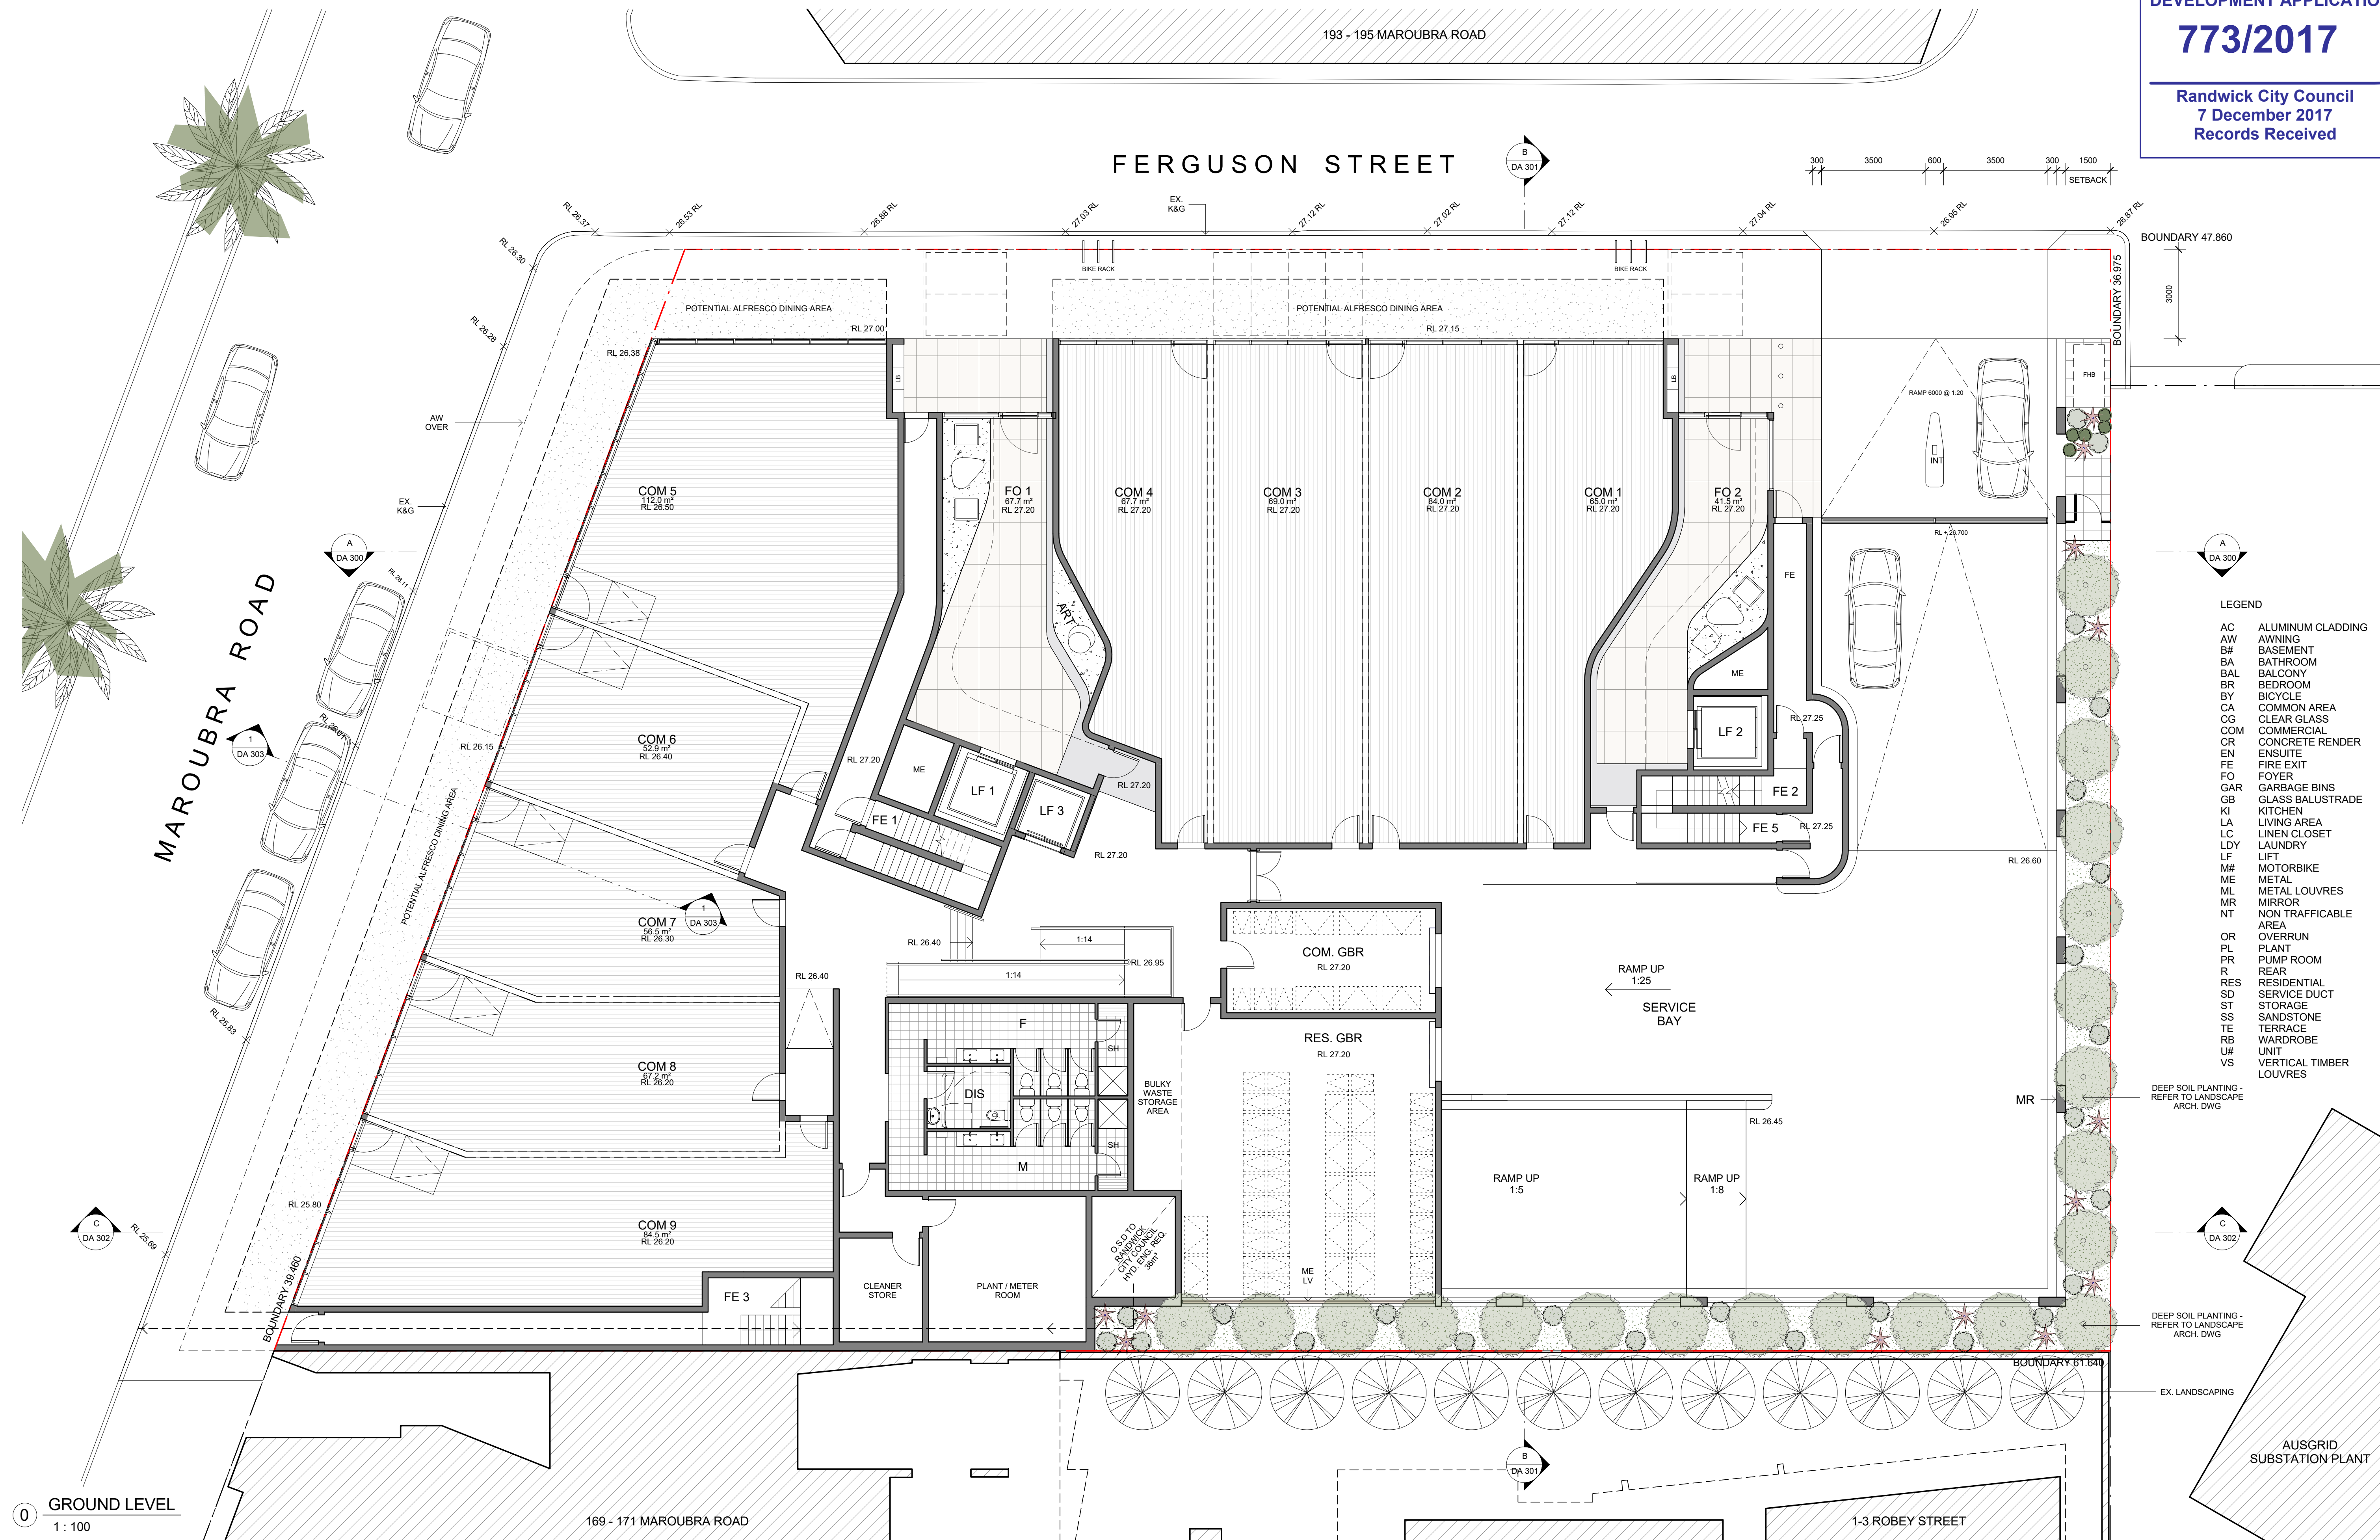 193 - 195 MAROUBRA ROAD
DEVELOPMENT APPLICATIO
773/2017
Randwick City Council
7 December 2017
Records Received
FERGUSON STREET
B
DA 301
300
3500
600
3500
300
1500
SETBACK
EX.
K&G
RL 26.37
26.53 RL
26.88 RL
27.03 RL
27.12 RL
27.02 RL
27.12 RL
27.04 RL
26.95 RL
26.87 RL
RL 26.30
BOUNDARY 47.860
BOUNDARY 36.975
3000
BIKE RACK
BIKE RACK
POTENTIAL ALFRESCO DINING AREA
POTENTIAL ALFRESCO DINING AREA
RL 27.00
RL 27.15
RL 26.28
RL 26.38
LB
LB
FHB
RAMP 6000 @ 1:20
AW
OVER
INT
EX.
K&G
COM 5
112.0 m²
RL 26.50
FO 1
67.7 m²
RL 27.20
COM 4
67.7 m²
RL 27.20
COM 3
69.0 m²
RL 27.20
COM 2
84.0 m²
RL 27.20
COM 1
65.0 m²
RL 27.20
FO 2
41.5 m²
RL 27.20
RL + 26.700
A
DA 300
A
DA 300
RL 26.11
FE
ART
MAROUBRA ROAD
LEGEND
AC ALUMINUM CLADDING
AW AWNING
B# BASEMENT
BA BATHROOM
BAL BALCONY
BR BEDROOM
BY BICYCLE
CA COMMON AREA
CG CLEAR GLASS
COM COMMERCIAL
CR CONCRETE RENDER
EN ENSUITE
FE FIRE EXIT
FO FOYER
GAR GARBAGE BINS
GB GLASS BALUSTRADE
KI KITCHEN
LA LIVING AREA
LC LINEN CLOSET
LDY LAUNDRY
LF LIFT
M# MOTORBIKE
ME METAL
ML METAL LOUVRES
MR MIRROR
NT NON TRAFFICABLE
AREA
OR OVERRUN
PL PLANT
PR PUMP ROOM
R REAR
RES RESIDENTIAL
SD SERVICE DUCT
ST STORAGE
SS SANDSTONE
TE TERRACE
RB WARDROBE
U# UNIT
VS VERTICAL TIMBER
LOUVRES
ME
RL 26.01
1
DA 303
RL 26.15
COM 6
52.9 m²
RL 26.40
RL 27.20
ME
LF 1
LF 3
RL 27.20
LF 2
RL 27.25
FE 1
FE 2
FE 5
RL 27.25
RL 27.20
RL 26.60
POTENTIAL ALFRESCO DINING AREA
1
DA 303
COM 7
56.5 m²
RL 26.30
RL 26.40
1:14
RL 26.95
1:14
RL 26.40
COM. GBR
RL 27.20
RAMP UP
1:25
SERVICE
BAY
RL 25.83
F
SH
RES. GBR
RL 27.20
COM 8
67.2 m²
RL 26.20
DIS
BULKY
WASTE
STORAGE
AREA
MR
DEEP SOIL PLANTING -
REFER TO LANDSCAPE
ARCH. DWG
RL 26.45
SH
M
RAMP UP
1:5
RAMP UP
1:8
RL 25.80
C
DA 302
RL 25.69
COM 9
84.5 m²
RL 26.20
O.S.D TO
RANDWICK
CITY COUNCIL
HYD. ENG. REQ.
36m³
C
DA 302
BOUNDARY 39.460
FE 3
CLEANER
STORE
PLANT / METER
ROOM
ME
LV
DEEP SOIL PLANTING -
REFER TO LANDSCAPE
ARCH. DWG
BOUNDARY 61.640
EX. LANDSCAPING
B
DA 301
AUSGRID
SUBSTATION PLANT
0
GROUND LEVEL
1 : 100
169 - 171 MAROUBRA ROAD
1-3 ROBEY STREET